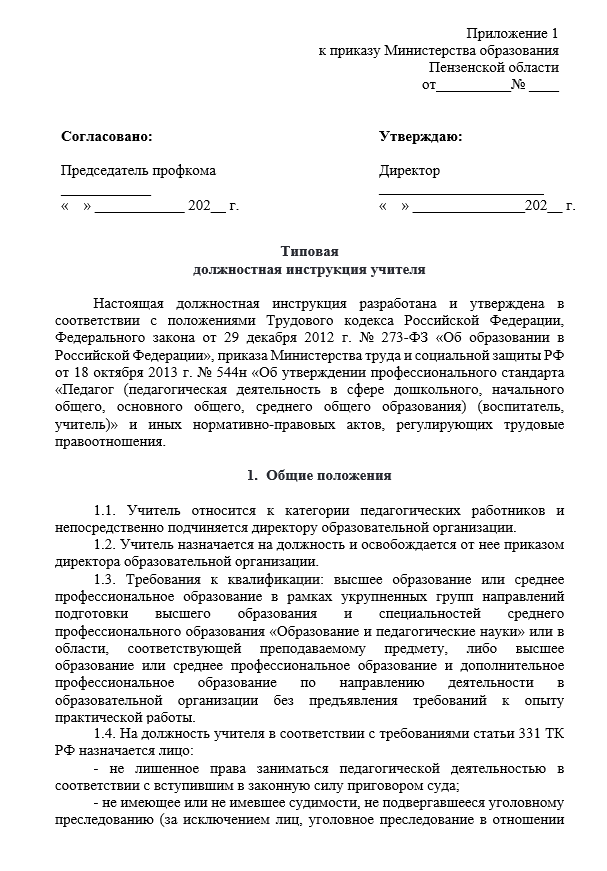 Приложение 1
к приказу Министерства образования
Пензенской области
от__________№ ____
Согласовано: Утверждаю:
Председатель профкома Директор
____________ ______________________
« » ____________ 202__ г. « » _______________202__ г.
Типовая
должностная инструкция учителя
Настоящая должностная инструкция разработана и утверждена в
соответствии с положениями Трудового кодекса Российской Федерации,
Федерального закона от 29 декабря 2012 г. № 273-ФЗ «Об образовании в
Российской Федерации», приказа Министерства труда и социальной защиты РФ
от 18 октября 2013 г. № 544н «Об утверждении профессионального стандарта
«Педагог (педагогическая деятельность в сфере дошкольного, начального
общего, основного общего, среднего общего образования) (воспитатель,
учитель)» и иных нормативно-правовых актов, регулирующих трудовые
правоотношения.
1. Общие положения
1.1. Учитель относится к категории педагогических работников и
непосредственно подчиняется директору образовательной организации.
1.2. Учитель назначается на должность и освобождается от нее приказом
директора образовательной организации.
1.3. Требования к квалификации: высшее образование или среднее
профессиональное образование в рамках укрупненных групп направлений
подготовки высшего образования и специальностей среднего
профессионального образования «Образование и педагогические науки» или в
области, соответствующей преподаваемому предмету, либо высшее
образование или среднее профессиональное образование и дополнительное
профессиональное образование по направлению деятельности в
образовательной организации без предъявления требований к опыту
практической работы.
1.4. На должность учителя в соответствии с требованиями статьи 331 ТК
РФ назначается лицо:
- не лишенное права заниматься педагогической деятельностью в
соответствии с вступившим в законную силу приговором суда;
- не имеющее или не имевшее судимости, не подвергавшееся уголовному
преследованию (за исключением лиц, уголовное преследование в отношении